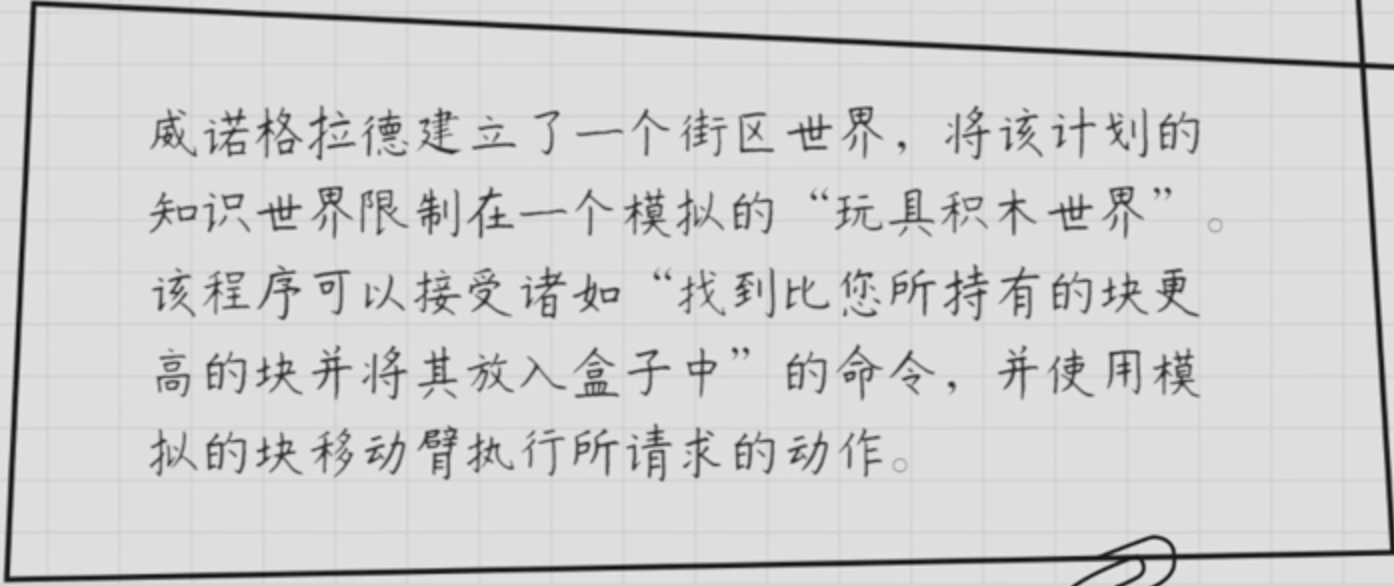 威诺格拉德建立了一个街区世界，将该计划的
知识世界限制在一个模拟的“玩具积木世界”。
该程序可以接受诸如“找到比您所持有的块更
高的块并将其放入盒子中”的命令，并使用模
拟的块移动臂执行所请求的动作。